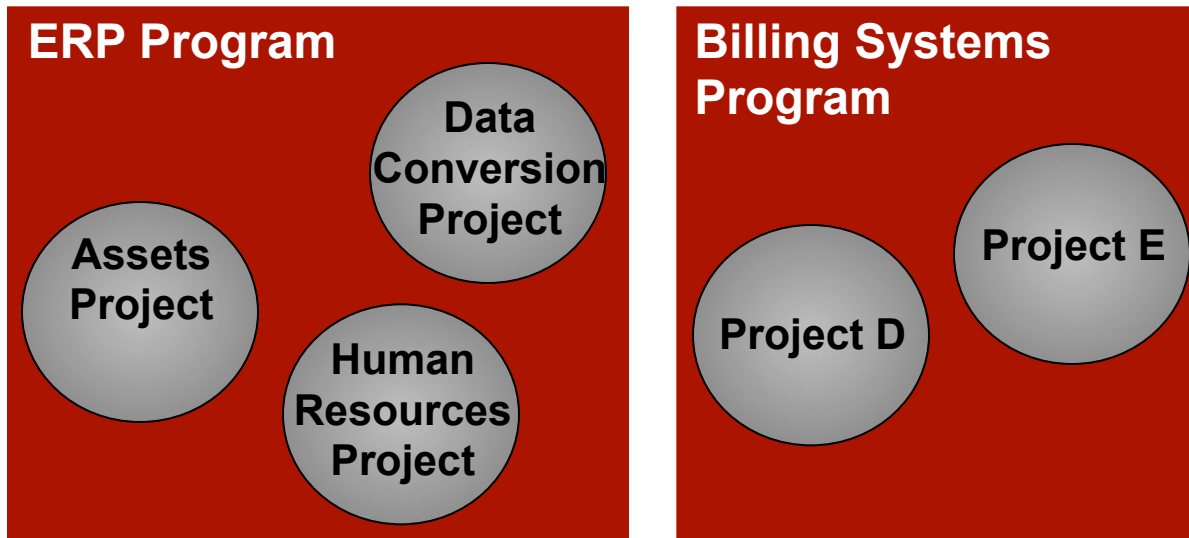 ERP Program
Data
Conversion
Project
Assets
Project
Human
Resources
Project
Billing Systems
Program
Project E
Project D